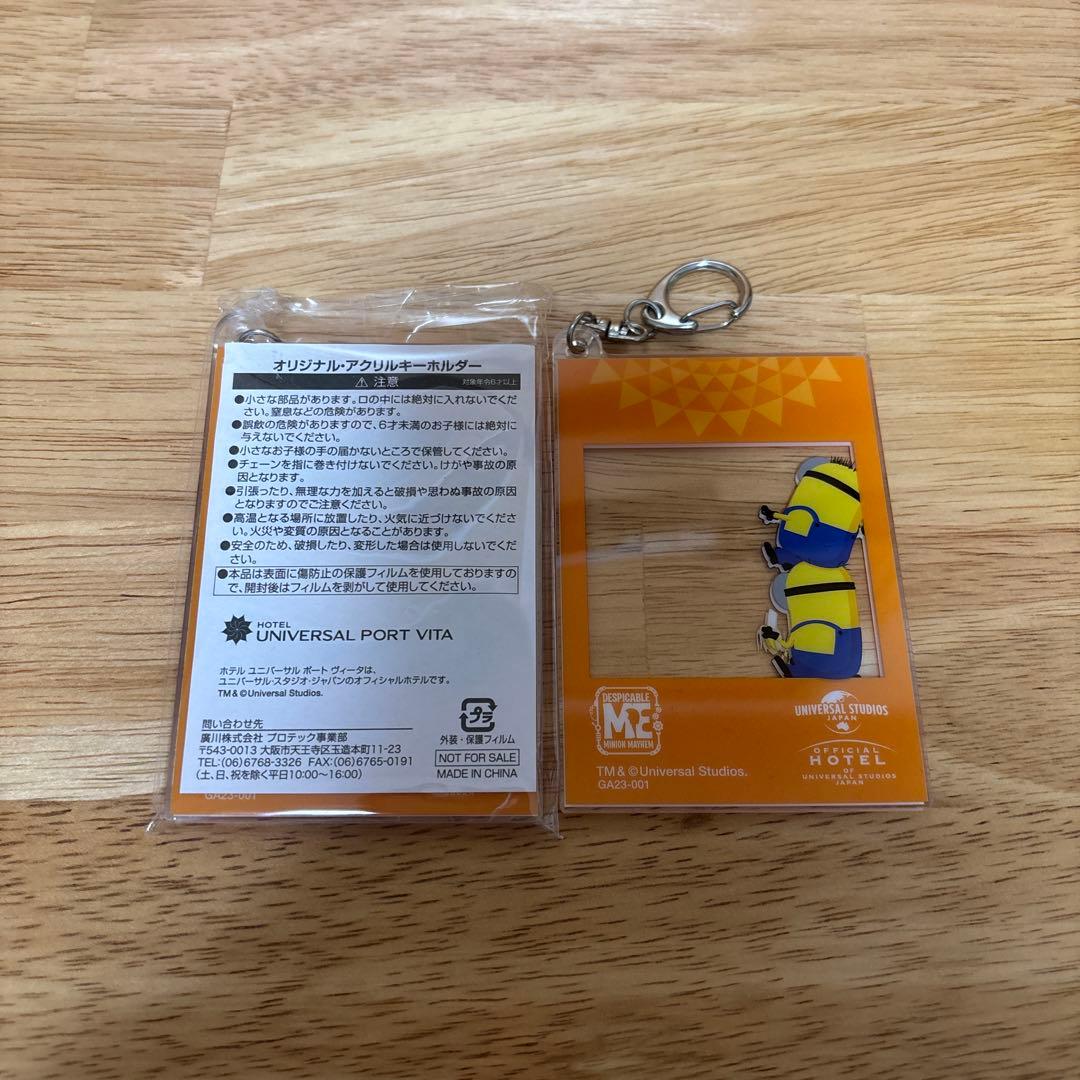 オリジナル・アクリルキーホルダー
⚠ 注意 対象年令6才以上
●小さな部品があります。口の中には絶対に入れないでくだ
さい。窒息などの危険があります。
●誤飲の危険がありますので、6才未満のお子様には絶対に
与えないでください。
●小さなお子様の手の届かないところで保管してください。
●チェーンを指に巻き付けないでください。けがや事故の原
因となります。
●引張ったり、無理な力を加えると破損や思わぬ事故の原因
となりますのでご注意ください。
●高温となる場所に放置したり、火気に近づけないでくださ
い。火災や変質の原因となることがあります。
●安全のため、破損したり、変形した場合は使用しないでくだ
さい。
●本品は表面に傷防止の保護フィルムを使用しておりますの
で、開封後はフィルムを剥がして使用してください。
HOTEL
UNIVERSAL PORT VITA
ホテル ユニバーサル ポート ヴィータは、
ユニバーサル・スタジオ・ジャパンのオフィシャルホテルです。
TM & ©Universal Studios.
プラ
外装・保護フィルム
問い合わせ先
廣川株式会社 プロテック事業部
〒543-0013 大阪市天王寺区玉造本町11-23
TEL:(06)6768-3326 FAX:(06)6765-0191
(土、日、祝を除く平日10:00〜16:00)
NOT FOR SALE
MADE IN CHINA
GA23-001
DESPICABLE
ME
MINION MAYHEM
UNIVERSAL STUDIOS
JAPAN
OFFICIAL
HOTEL
OF
UNIVERSAL STUDIOS
JAPAN
TM & ©Universal Studios.
GA23-001